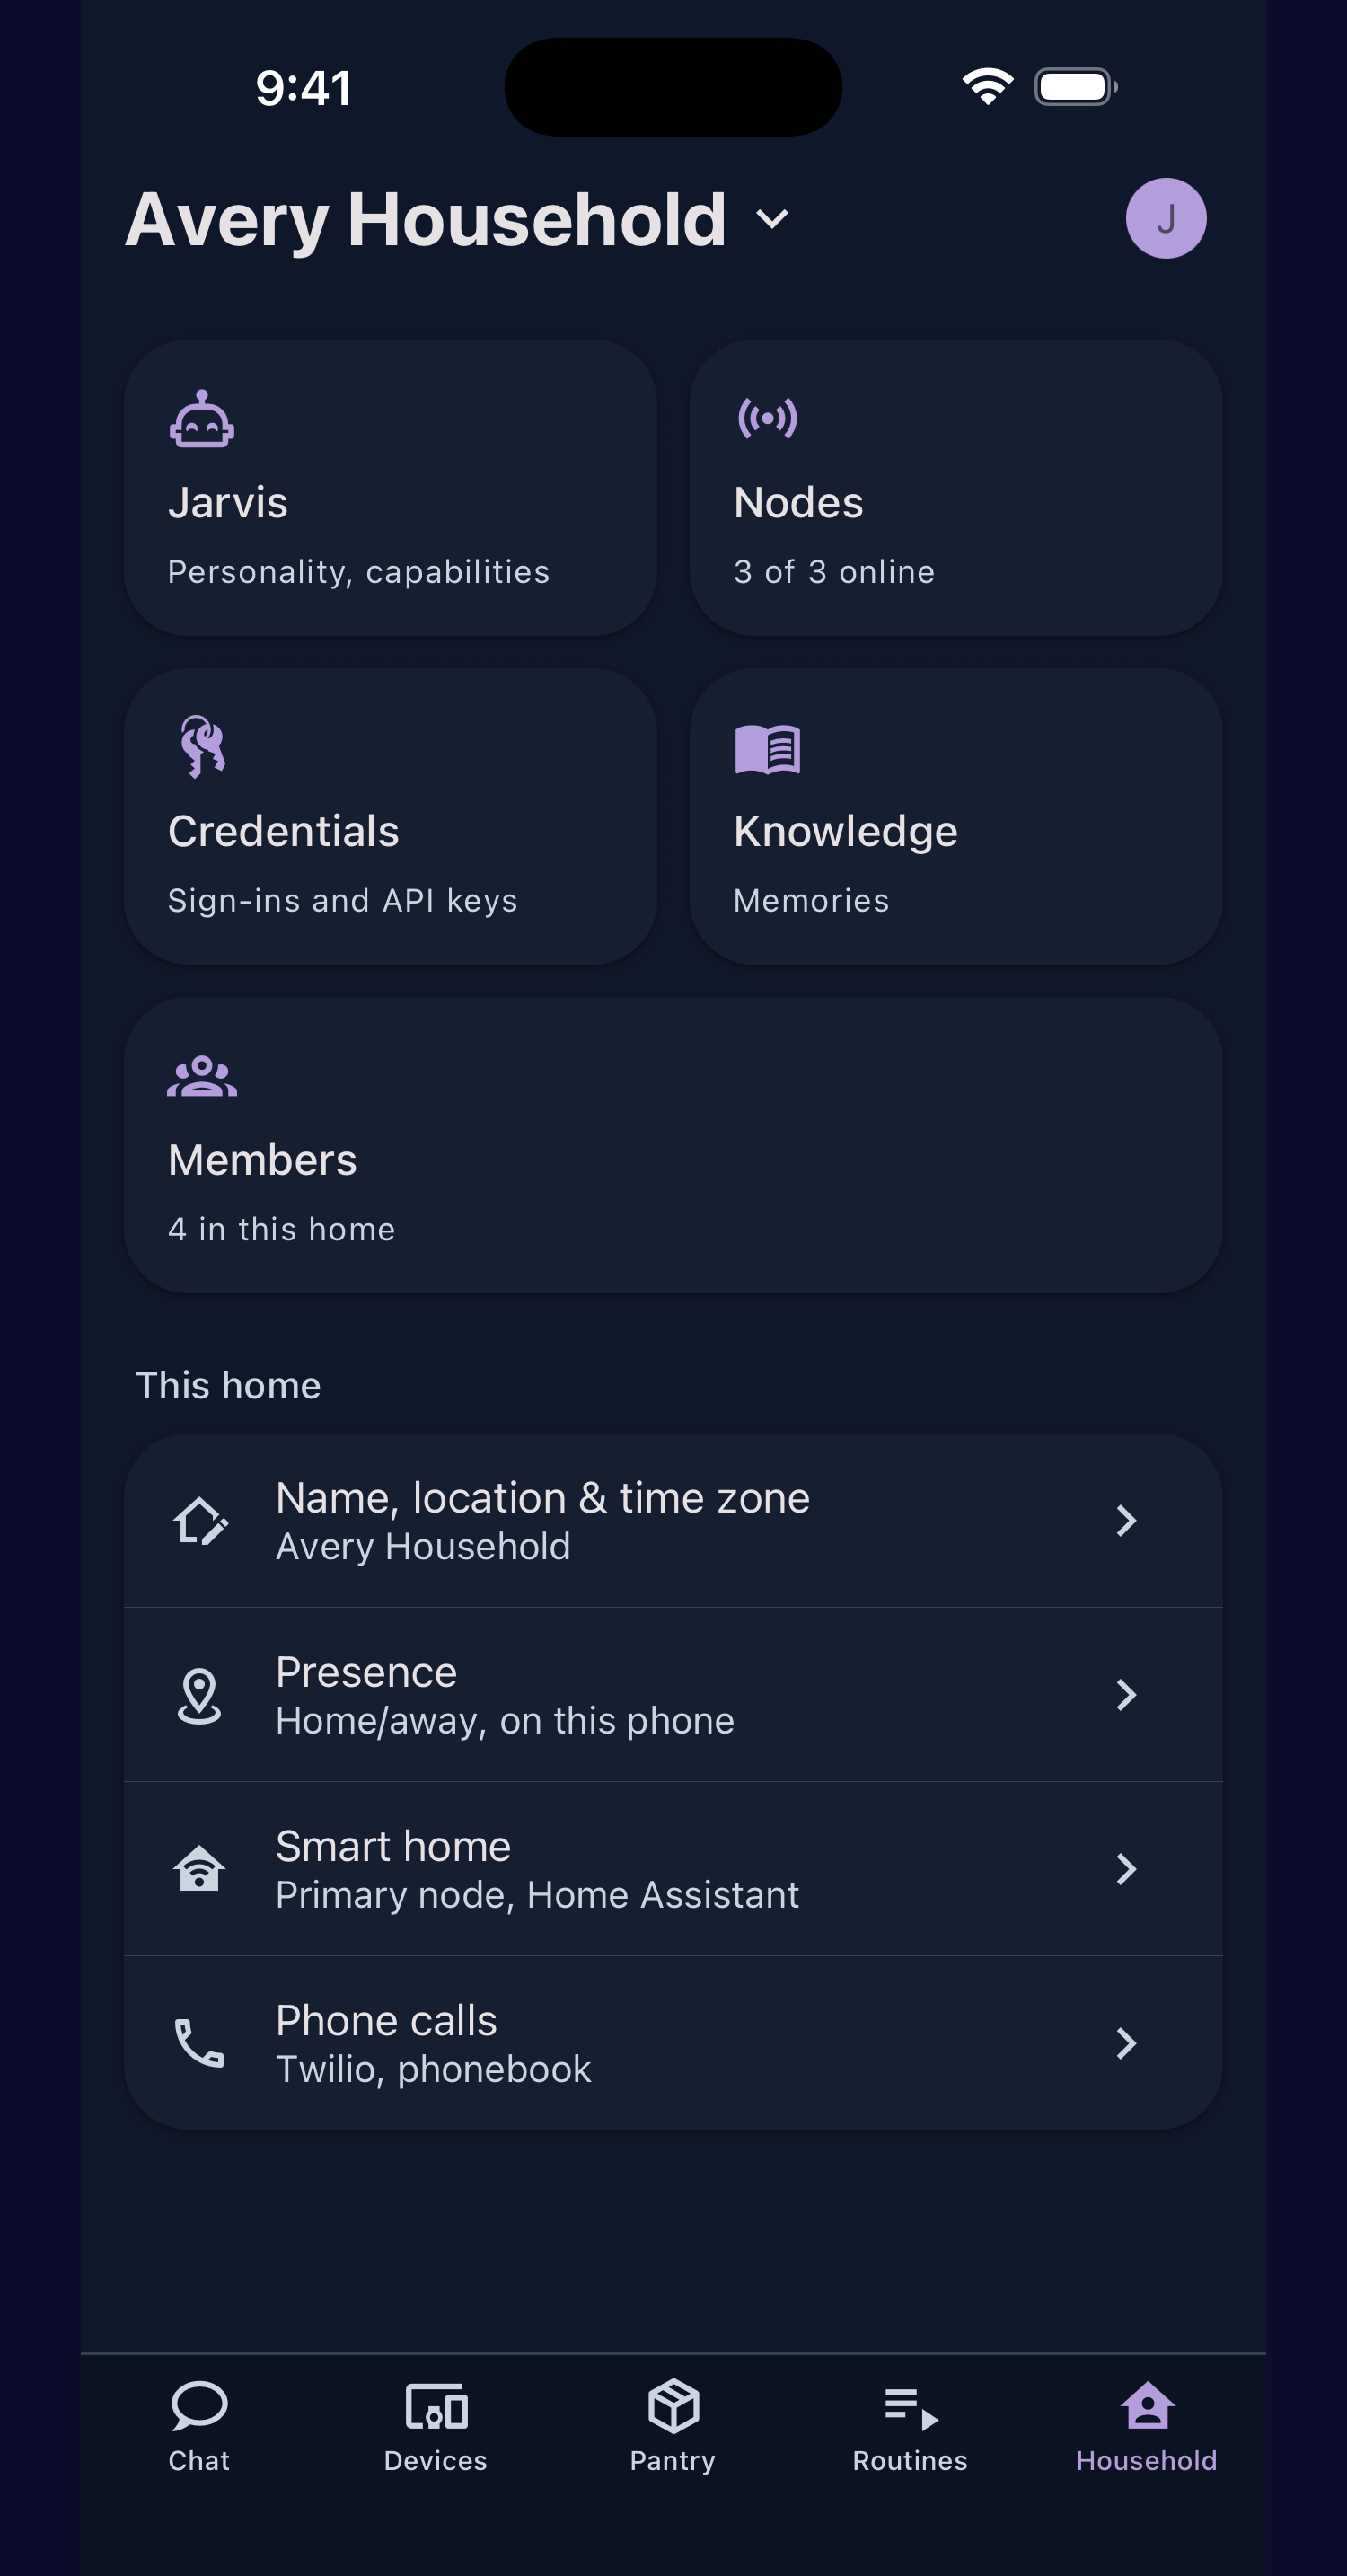 9:41
Avery Household
J
Jarvis
Personality, capabilities
Nodes
3 of 3 online
Credentials
Sign-ins and API keys
Knowledge
Memories
Members
4 in this home
This home
Name, location & time zone
Avery Household
Presence
Home/away, on this phone
Smart home
Primary node, Home Assistant
Phone calls
Twilio, phonebook
Chat
Devices
Pantry
Routines
Household